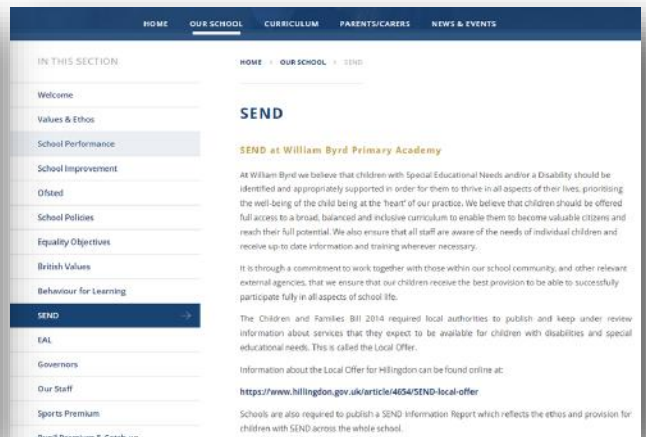 HOME OUR SCHOOL CURRICULUM PARENTS/CARERS NEWS & EVENTS
IN THIS SECTION
Welcome
Values & Ethos
School Performance
School Improvement
Ofsted
School Policies
Equality Objectives
British Values
Behaviour for Learning
SEND
EAL
Governors
Our Staff
Sports Premium
Pupil Premium & Catch-up
HOME > OUR SCHOOL > SEND
SEND
SEND at William Byrd Primary Academy
At William Byrd we believe that children with Special Educational Needs and/or a Disability should be
identified and appropriately supported in order for them to thrive in all aspects of their lives, prioritising
the well-being of the child being at the 'heart' of our practice. We believe that children should be offered
full access to a broad, balanced and inclusive curriculum to enable them to become valuable citizens and
reach their full potential. We also ensure that all staff are aware of the needs of individual children and
receive up to date information and training wherever necessary.
It is through a commitment to work together with those within our school community, and other relevant
external agencies, that we ensure that our children receive the best provision to be able to successfully
participate fully in all aspects of school life.
The Children and Families Bill 2014 required local authorities to publish and keep under review
information about services that they expect to be available for children with disabilities and special
educational needs. This is called the Local Offer.
Information about the Local Offer for Hillingdon can be found online at:
https://www.hillingdon.gov.uk/article/4654/SEND-local-offer
Schools are also required to publish a SEND Information Report which reflects the ethos and provision for
children with SEND across the whole school.